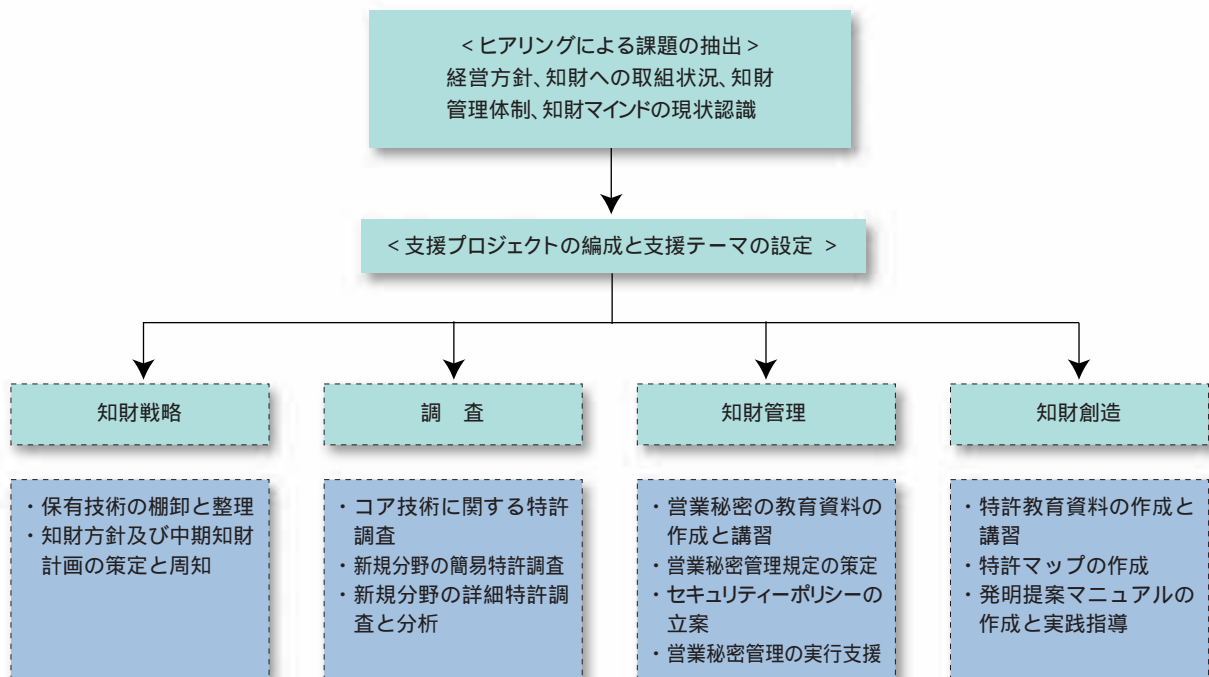 ＜ヒアリングによる課題の抽出＞
経営方針、知財への取組状況、知財
管理体制、知財マインドの現状認識
＜支援プロジェクトの編成と支援テーマの設定 ＞
知財戦略
・保有技術の棚卸と整理
・知財方針及び中期知財
計画の策定と周知
調　査
・コア技術に関する特許
調査
・新規分野の簡易特許調査
・新規分野の詳細特許調
査と分析
知財管理
・営業秘密の教育資料の
作成と講習
・営業秘密管理規定の策定
・セキュリティーポリシーの
立案
・営業秘密管理の実行支援
知財創造
・特許教育資料の作成と
講習
・特許マップの作成
・発明提案マニュアルの
作成と実践指導